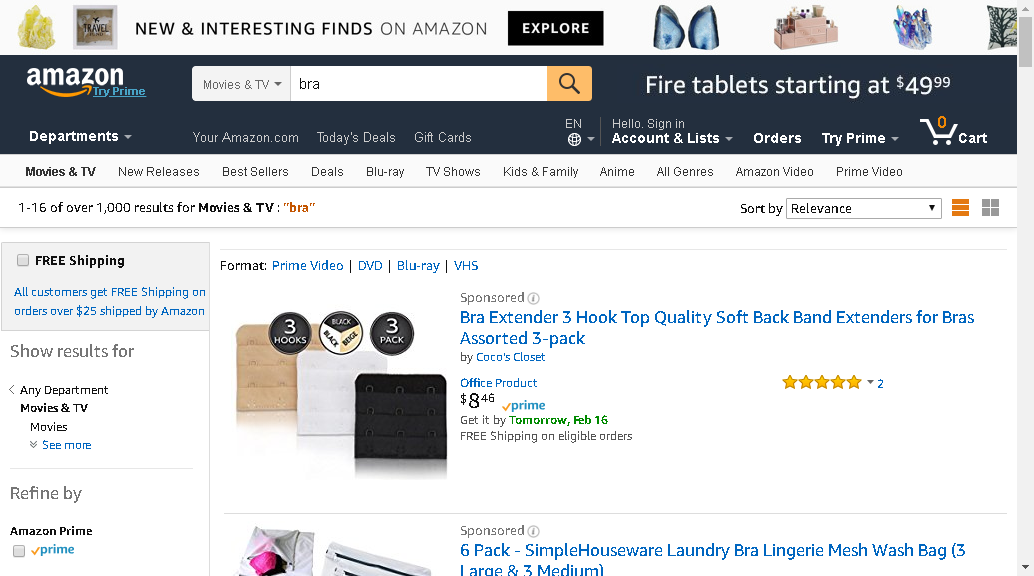 TRAVEL
NEW & INTERESTING FINDS ON AMAZON
EXPLORE
amazon
Try Prime
Movies & TV
bra
Fire tablets starting at $49⁹⁹
Departments
Your Amazon.com
Today's Deals
Gift Cards
EN
Hello. Sign in
Account & Lists
Orders
Try Prime
0
Cart
Movies & TV
New Releases
Best Sellers
Deals
Blu-ray
TV Shows
Kids & Family
Anime
All Genres
Amazon Video
Prime Video
1-16 of over 1,000 results for Movies & TV : "bra"
Sort by Relevance
FREE Shipping
All customers get FREE Shipping on
orders over $25 shipped by Amazon
Show results for
Any Department
Movies & TV
Movies
See more
Refine by
Amazon Prime
prime
Format: Prime Video | DVD | Blu-ray | VHS
3
HOOKS
BLACK
BLACK
BEIGE
3
PACK
Sponsored
Bra Extender 3 Hook Top Quality Soft Back Band Extenders for Bras
Assorted 3-pack
by Coco's Closet
Office Product
2
$8⁴⁶ prime
Get it by Tomorrow, Feb 16
FREE Shipping on eligible orders
Sponsored
6 Pack - SimpleHouseware Laundry Bra Lingerie Mesh Wash Bag (3
Large & 3 Medium)